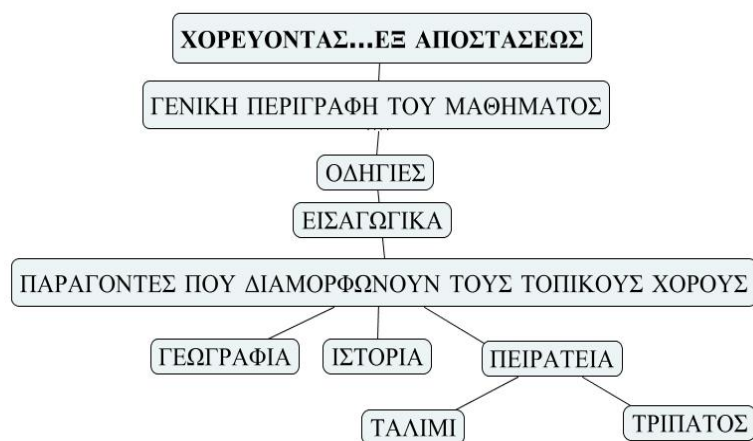 ΧΟΡΕΥΟΝΤΑΣ...ΕΞ ΑΠΟΣΤΑΣΕΩΣ
ΓΕΝΙΚΗ ΠΕΡΙΓΡΑΦΗ ΤΟΥ ΜΑΘΗΜΑΤΟΣ
....
ΟΔΗΓΙΕΣ
ΕΙΣΑΓΩΓΙΚΑ
ΠΑΡΑΓΟΝΤΕΣ ΠΟΥ ΔΙΑΜΟΡΦΩΝΟΥΝ ΤΟΥΣ ΤΟΠΙΚΟΥΣ ΧΟΡΟΥΣ
ΓΕΩΓΡΑΦΙΑ ΙΣΤΟΡΙΑ ΠΕΙΡΑΤΕΙΑ
ΤΑΛΙΜΙ ΤΡΙΠΑΤΟΣ